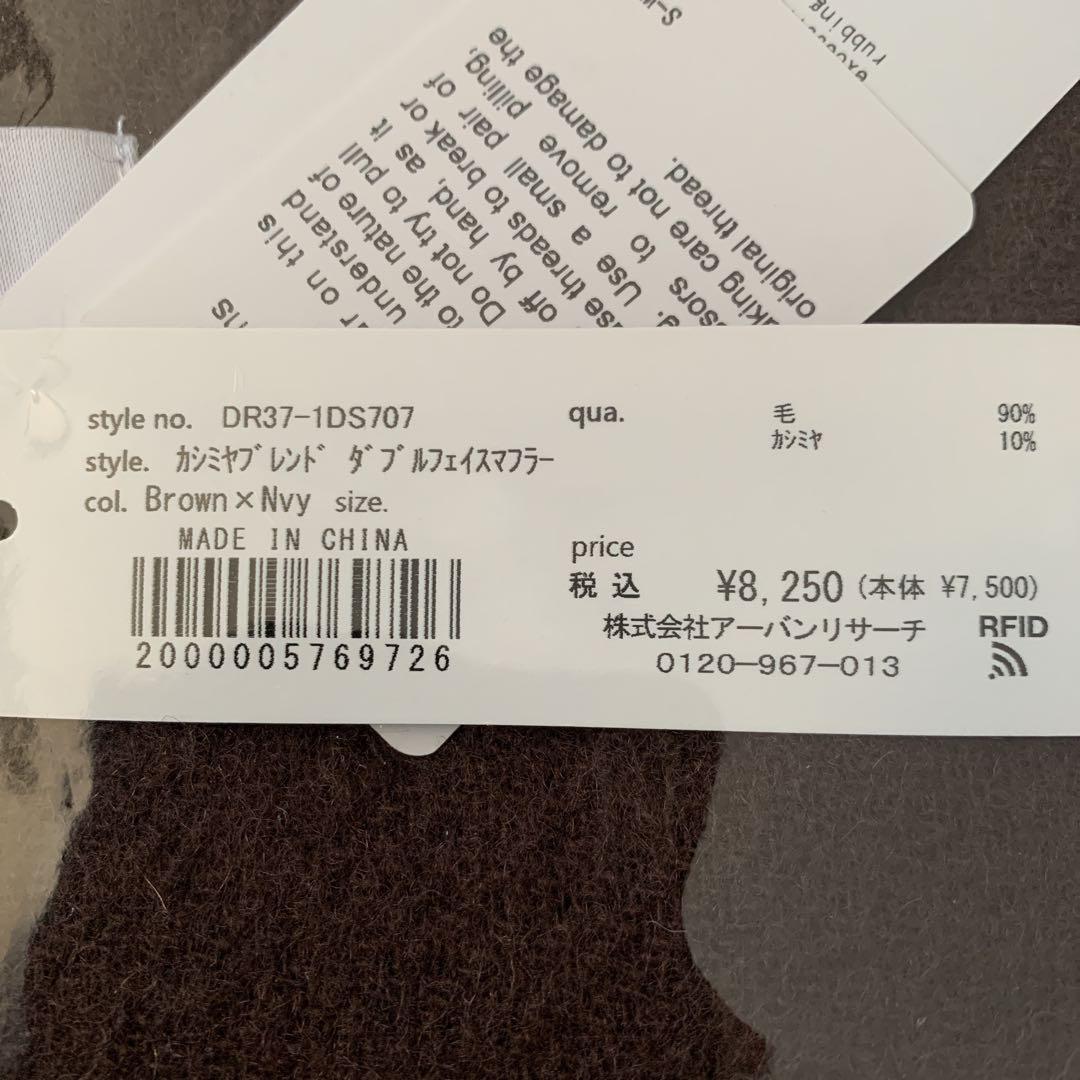 style no. DR37-1DS707
style. ｶｼﾐﾔﾌﾞﾚﾝﾄﾞ ﾀﾞﾌﾞﾙﾌｪｲｽﾏﾌﾗｰ
col. Brown×Nvy size.
MADE IN CHINA
2000005769726
qua. 毛 90%
ｶｼﾐﾔ 10%
price
税込 ¥8,250 (本体 ¥7,500)
株式会社アーバンリサーチ
0120-967-013
RFID
on this
understand
to the nature of
Do not try to pull
off by hand, as it
threads to break or
Use a small pair of
to remove pilling,
care not to damage the
original thread.
rubbing